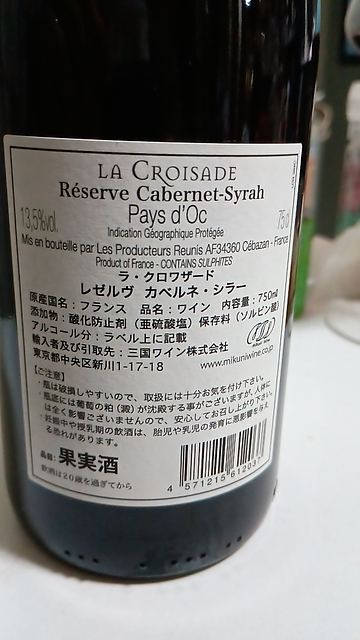 LA CROISADE
Réserve Cabernet-Syrah
13,5%vol. Pays d'Oc 75cl
Indication Géographique Protégée
Mis en bouteille par Les Producteurs Reunis AF34360 Cébazan - France
Product of France - CONTAINS SULPHITES
ラ・クロワザード
レゼルヴ カベルネ・シラー
原産国名：フランス 品名：ワイン 内容量：750ml
添加物：酸化防止剤（亜硫酸塩）保存料（ソルビン酸）
アルコール分：ラベル上に記載
輸入者及び引取先：三国ワイン株式会社
東京都中央区新川1-17-18 www.mikuniwine.co.jp
MIKUNI WINE
【ご注意】
・瓶は破損しやすいので、取扱には十分お気を付け下さい。
・瓶底には葡萄の粕（澱）が沈殿する事がございますが、人体に
は全く影響ございませんので、安心してお召し上がり下さい。
・妊娠中や授乳期の飲酒は、胎児や乳児の発育に悪影響を与え
る恐れがあります。
品目：果実酒
飲酒は20歳を過ぎてから
4 571215 612037